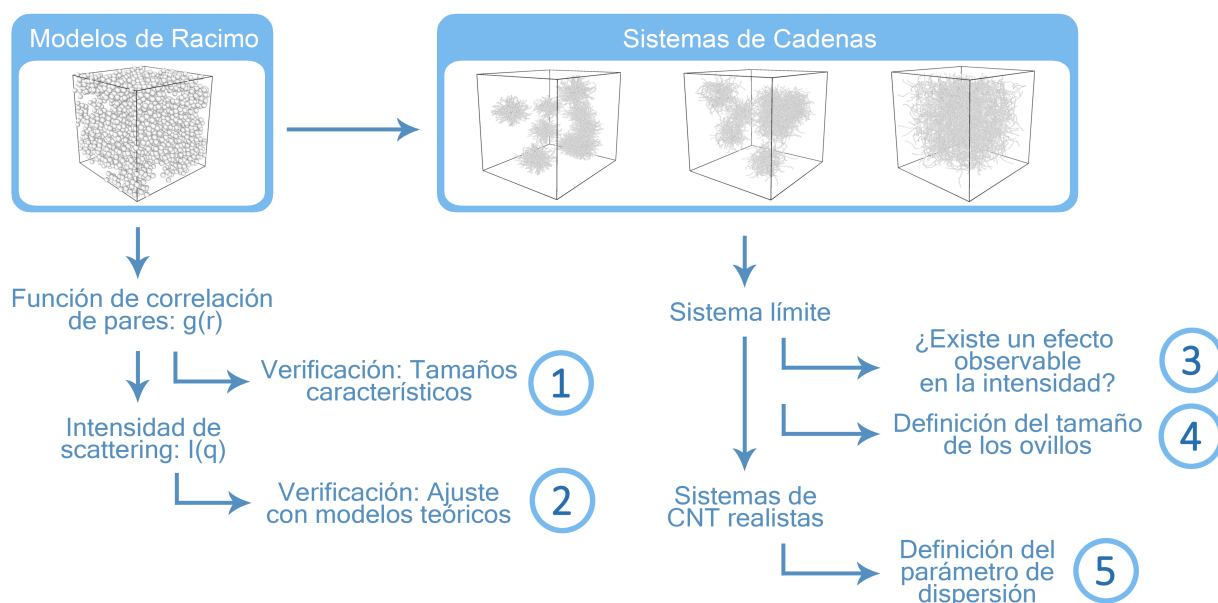 Modelos de Racimo
Sistemas de Cadenas
Función de correlación
de pares: g(r)
Verificación: Tamaños
característicos
1
Intensidad de
scattering: I(q)
Verificación: Ajuste
con modelos teóricos
2
Sistema límite
¿Existe un efecto
observable
en la intensidad?
3
Definición del tamaño
de los ovillos
4
Sistemas de
CNT realistas
Definición del
parámetro de
dispersión
5